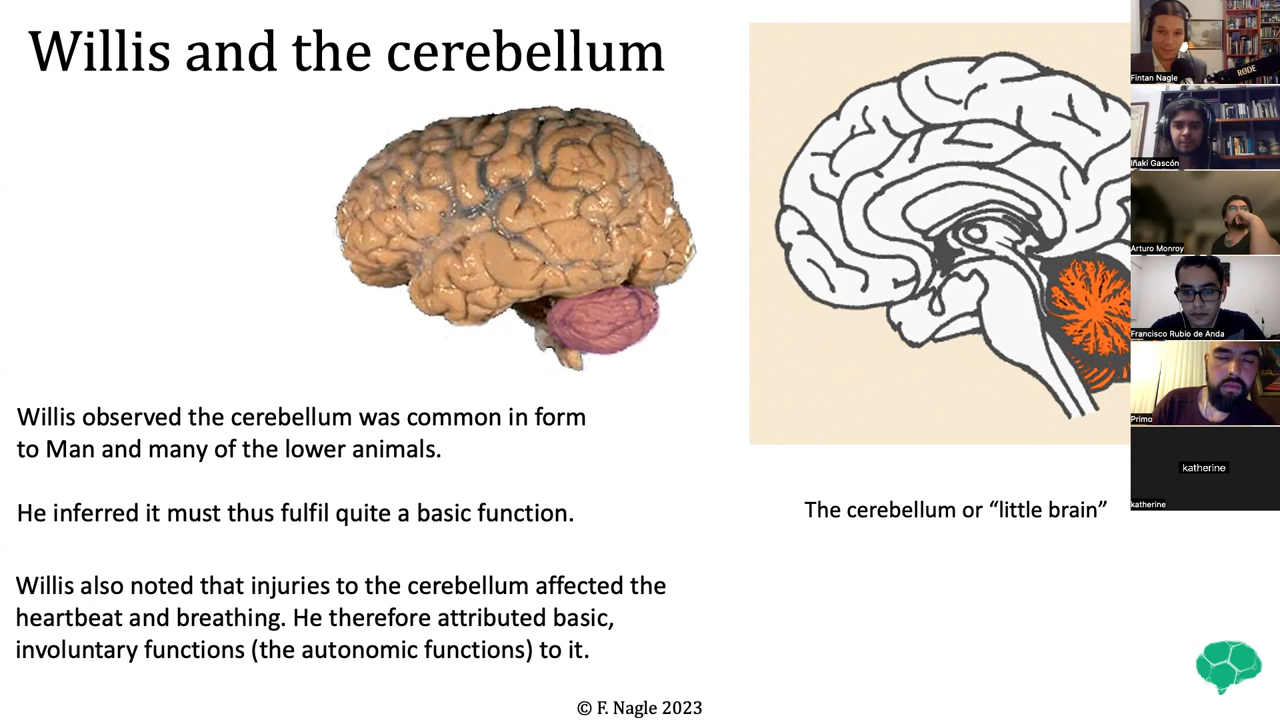 Willis and the cerebellum
Willis observed the cerebellum was common in form
to Man and many of the lower animals.
He inferred it must thus fulfil quite a basic function.
Willis also noted that injuries to the cerebellum affected the
heartbeat and breathing. He therefore attributed basic,
involuntary functions (the autonomic functions) to it.
The cerebellum or “little brain”
© F. Nagle 2023
RØDE
Fintan Nagle
Iñaki Gascón
Arturo Monroy
Francisco Rubio de Anda
Primo
katherine
katherine